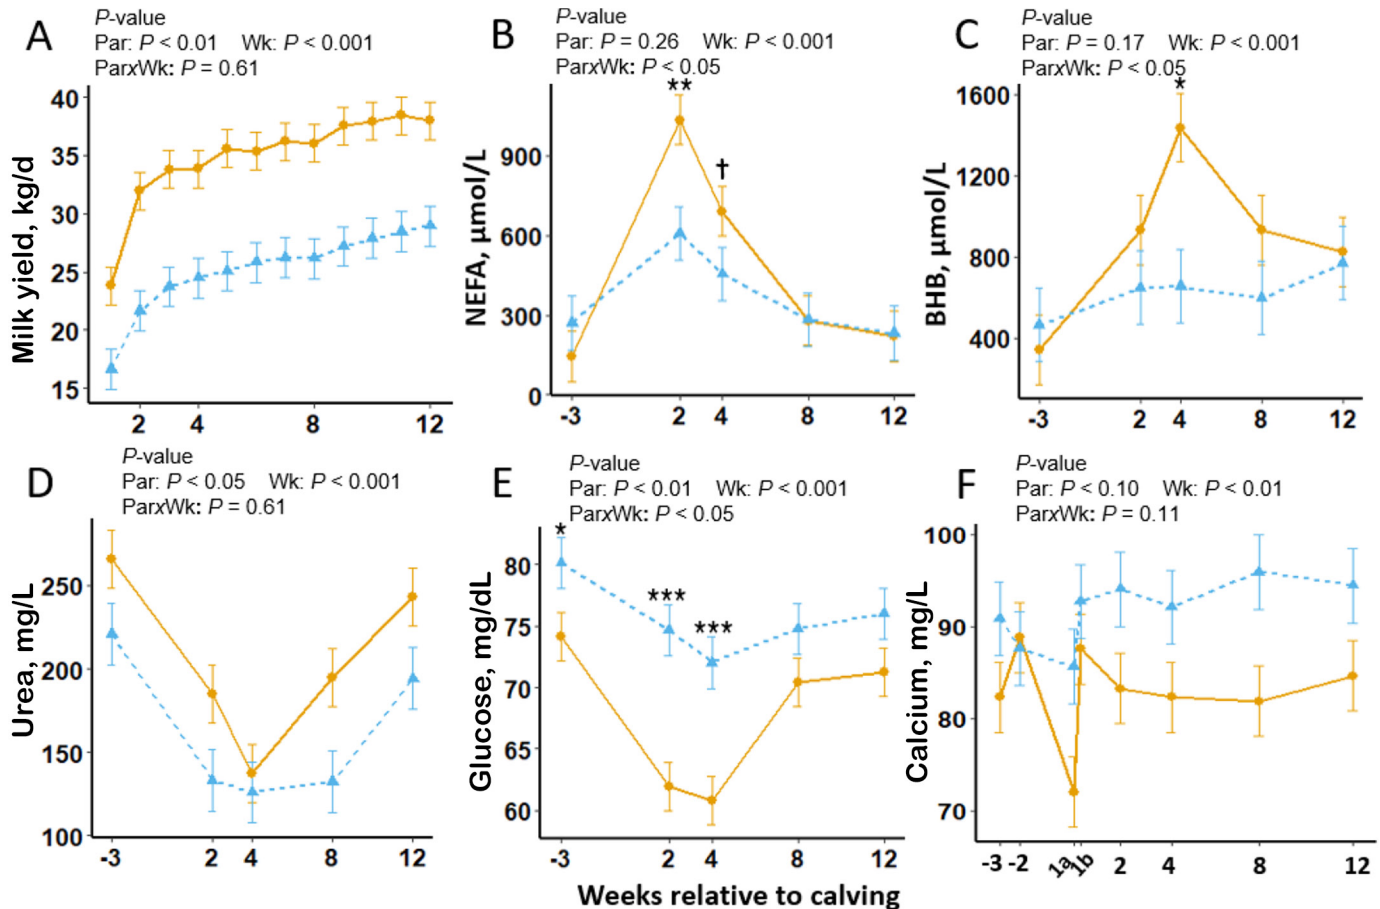 A
P-value
Par: P < 0.01 Wk: P < 0.001
ParxWk: P = 0.61
Milk yield, kg/d
40
35
30
25
20
15
2 4 8 12
B
P-value
Par: P = 0.26 Wk: P < 0.001
ParxWk: P < 0.05
**
†
NEFA, µmol/L
900
600
300
0
-3 2 4 8 12
C
P-value
Par: P = 0.17 Wk: P < 0.001
ParxWk: P < 0.05
*
BHB, µmol/L
1600
1200
800
400
-3 2 4 8 12
D
P-value
Par: P < 0.05 Wk: P < 0.001
ParxWk: P = 0.61
Urea, mg/L
250
200
150
100
-3 2 4 8 12
E
P-value
Par: P < 0.01 Wk: P < 0.001
ParxWk: P < 0.05
*
***
***
Glucose, mg/dL
80
75
70
65
60
-3 2 4 8 12
Weeks relative to calving
F
P-value
Par: P < 0.10 Wk: P < 0.01
ParxWk: P = 0.11
Calcium, mg/L
100
90
80
70
-3 -2 1a 1b 2 4 8 12